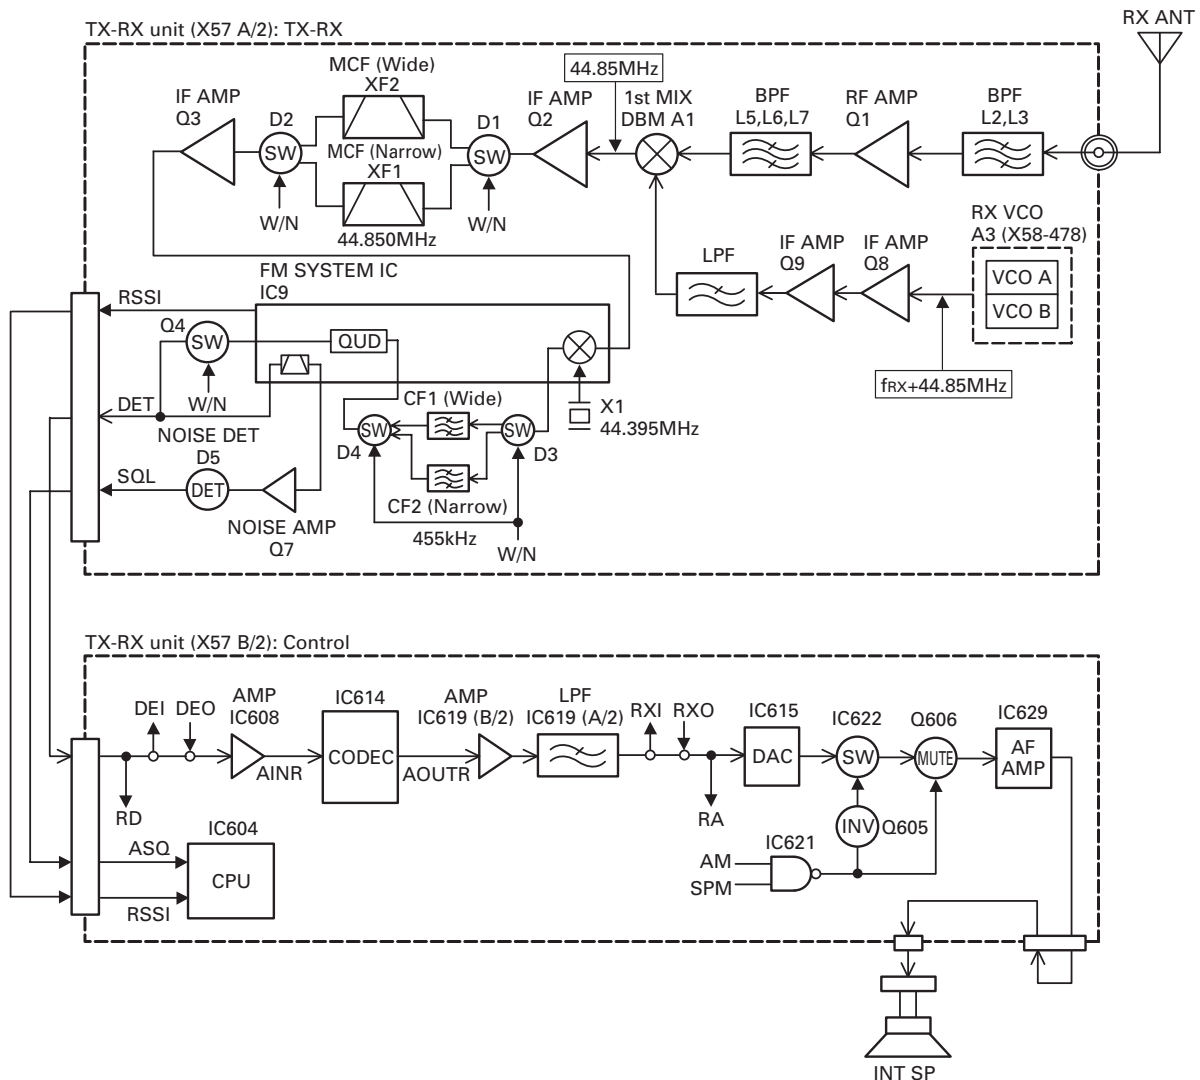 RX ANT
TX-RX unit (X57 A/2): TX-RX
MCF (Wide)
XF2
44.85MHz
IF AMP
Q3
D2
SW
MCF (Narrow)
XF1
D1
SW
IF AMP
Q2
1st MIX
DBM A1
BPF
L5,L6,L7
RF AMP
Q1
BPF
L2,L3
W/N
W/N
44.850MHz
RX VCO
A3 (X58-478)
VCO A
VCO B
LPF
IF AMP
Q9
IF AMP
Q8
fRX+44.85MHz
FM SYSTEM IC
IC9
RSSI
Q4
SW
QUD
W/N
DET
NOISE DET
D5
DET
SQL
NOISE AMP
Q7
CF1 (Wide)
SW
D4
SW
D3
CF2 (Narrow)
455kHz
W/N
X1
44.395MHz
TX-RX unit (X57 B/2): Control
DEI
DEO
AMP
IC608
AINR
IC614
CODEC
AOUTR
AMP
IC619 (B/2)
LPF
IC619 (A/2)
RXI
RXO
IC615
DAC
IC622
SW
Q606
MUTE
IC629
AF
AMP
RD
RA
INV
Q605
IC604
CPU
ASQ
RSSI
IC621
AM
SPM
INT SP